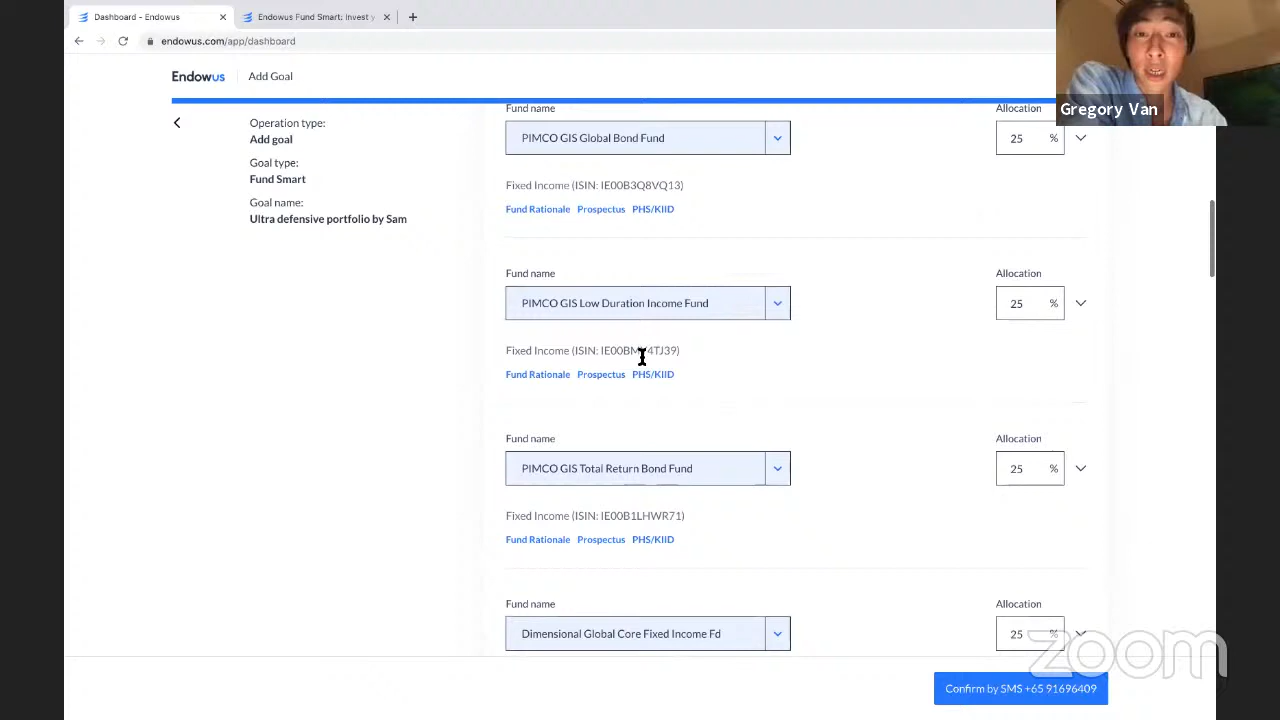 Dashboard - Endowus
Endowus Fund Smart: Invest y
endowus.com/app/dashboard
Endowus
Add Goal
Gregory Van
Operation type:
Add goal
Goal type:
Fund Smart
Goal name:
Ultra defensive portfolio by Sam
Fund name
Allocation
PIMCO GIS Global Bond Fund
25 %
Fixed Income (ISIN: IE00B3Q8VQ13)
Fund Rationale Prospectus PHS/KIID
Fund name
Allocation
PIMCO GIS Low Duration Income Fund
25 %
Fixed Income (ISIN:
Fund Rationale Prospectus PHS/KIID
Fund name
Allocation
PIMCO GIS Total Return Bond Fund
25 %
Fixed Income (ISIN: IE00B1LHWR71)
Fund Rationale Prospectus PHS/KIID
Fund name
Allocation
Dimensional Global Core Fixed Income Fd
25 %
zoom
Confirm by SMS +65 91696409